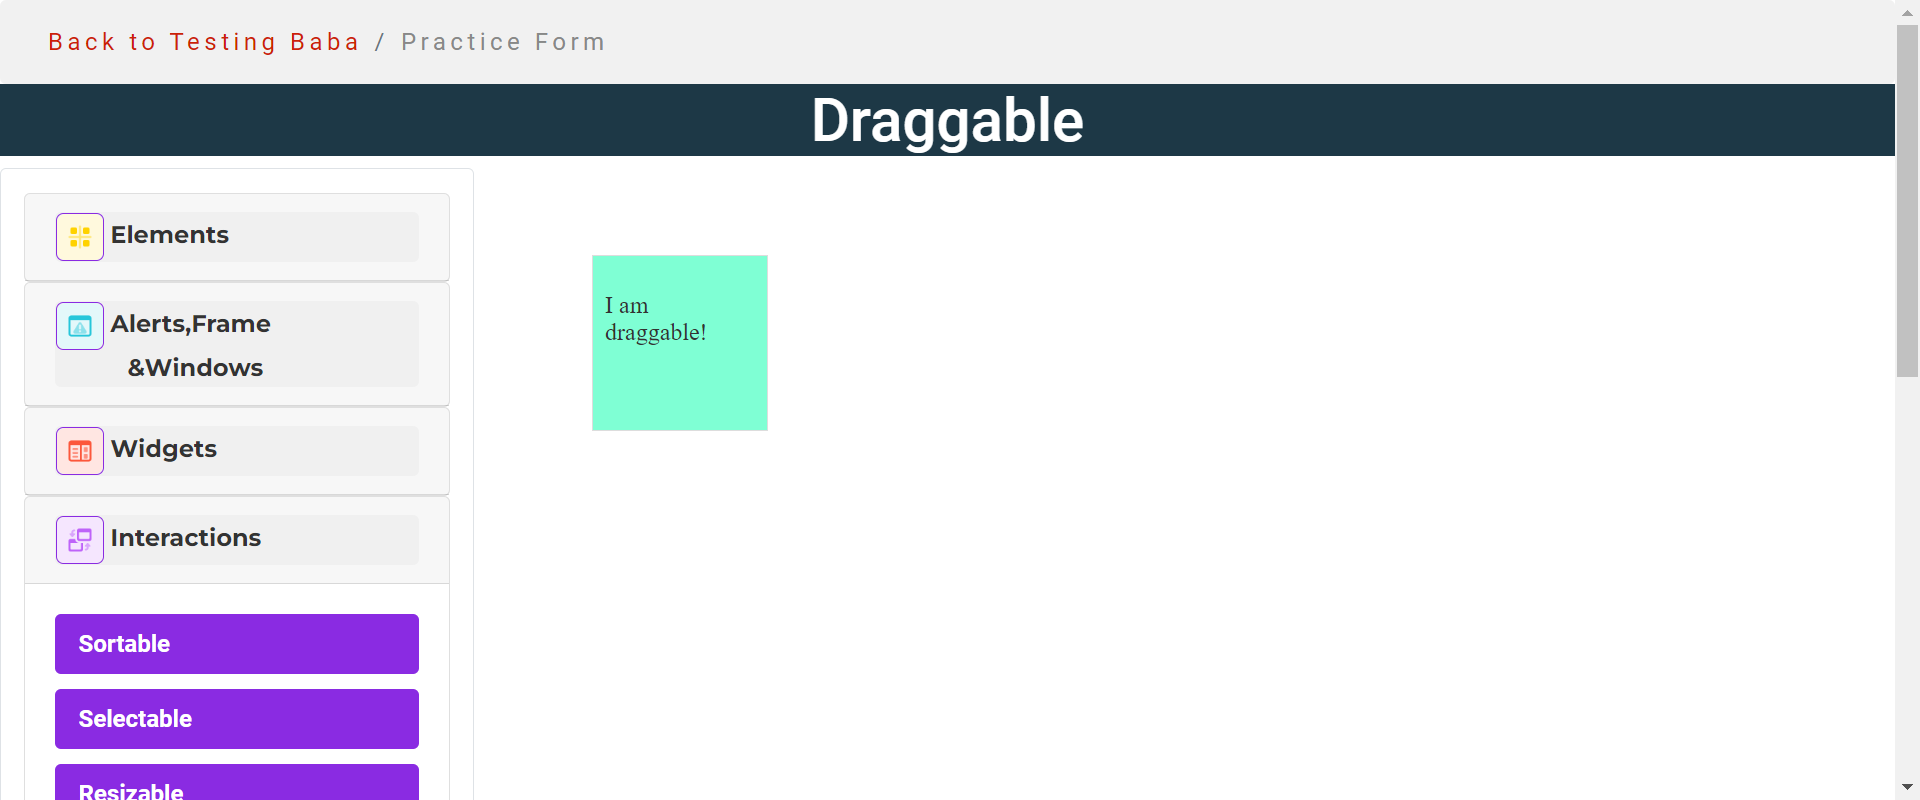 Back to Testing Baba / Practice Form
Draggable
Elements
Alerts,Frame
&Windows
Widgets
Interactions
Sortable
Selectable
Resizable
I am
draggable!